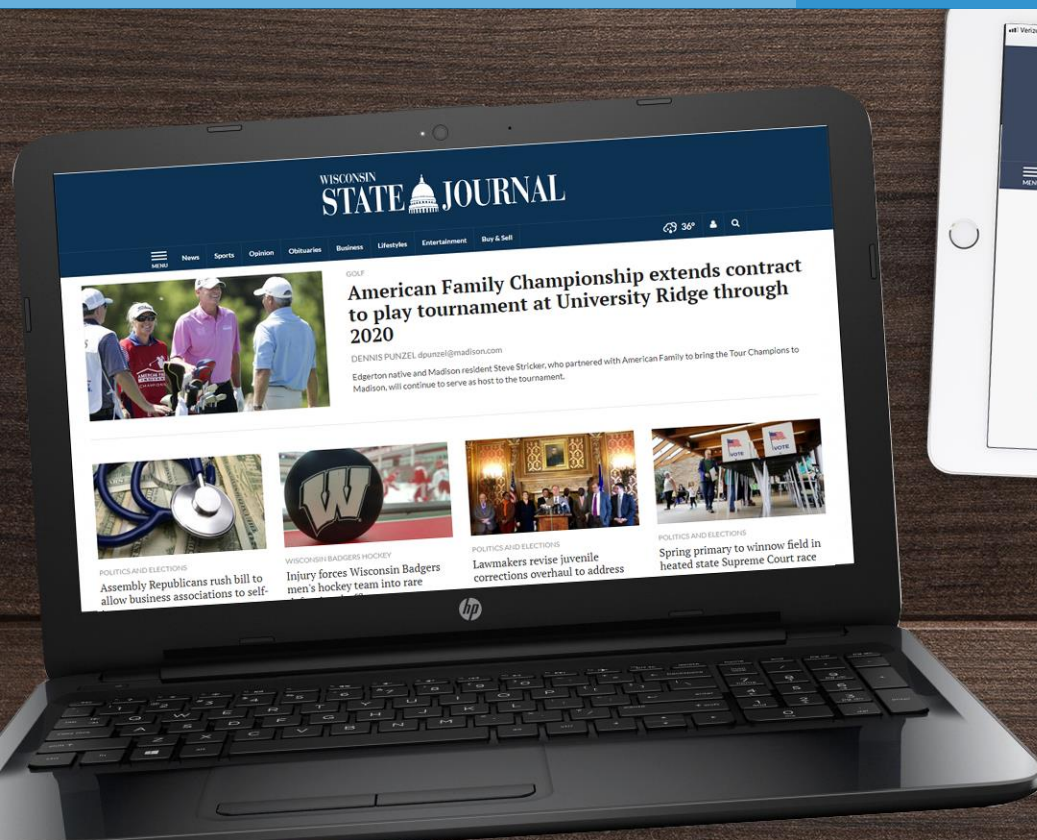 WISCONSIN
STATE JOURNAL
36°
MENU
News Sports Opinion Obituaries Business Lifestyles Entertainment Buy & Sell
GOLF
American Family Championship extends contract
to play tournament at University Ridge through
2020
DENNIS PUNZEL dpunzel@madison.com
Edgerton native and Madison resident Steve Stricker, who partnered with American Family to bring the Tour Champions to
Madison, will continue to serve as host to the tournament.
W
VOTE
VOTE
POLITICS AND ELECTIONS
Assembly Republicans rush bill to
allow business associations to self-
WISCONSIN BADGERS HOCKEY
Injury forces Wisconsin Badgers
men's hockey team into rare
POLITICS AND ELECTIONS
Lawmakers revise juvenile
corrections overhaul to address
POLITICS AND ELECTIONS
Spring primary to winnow field in
heated state Supreme Court race
hp
MENU